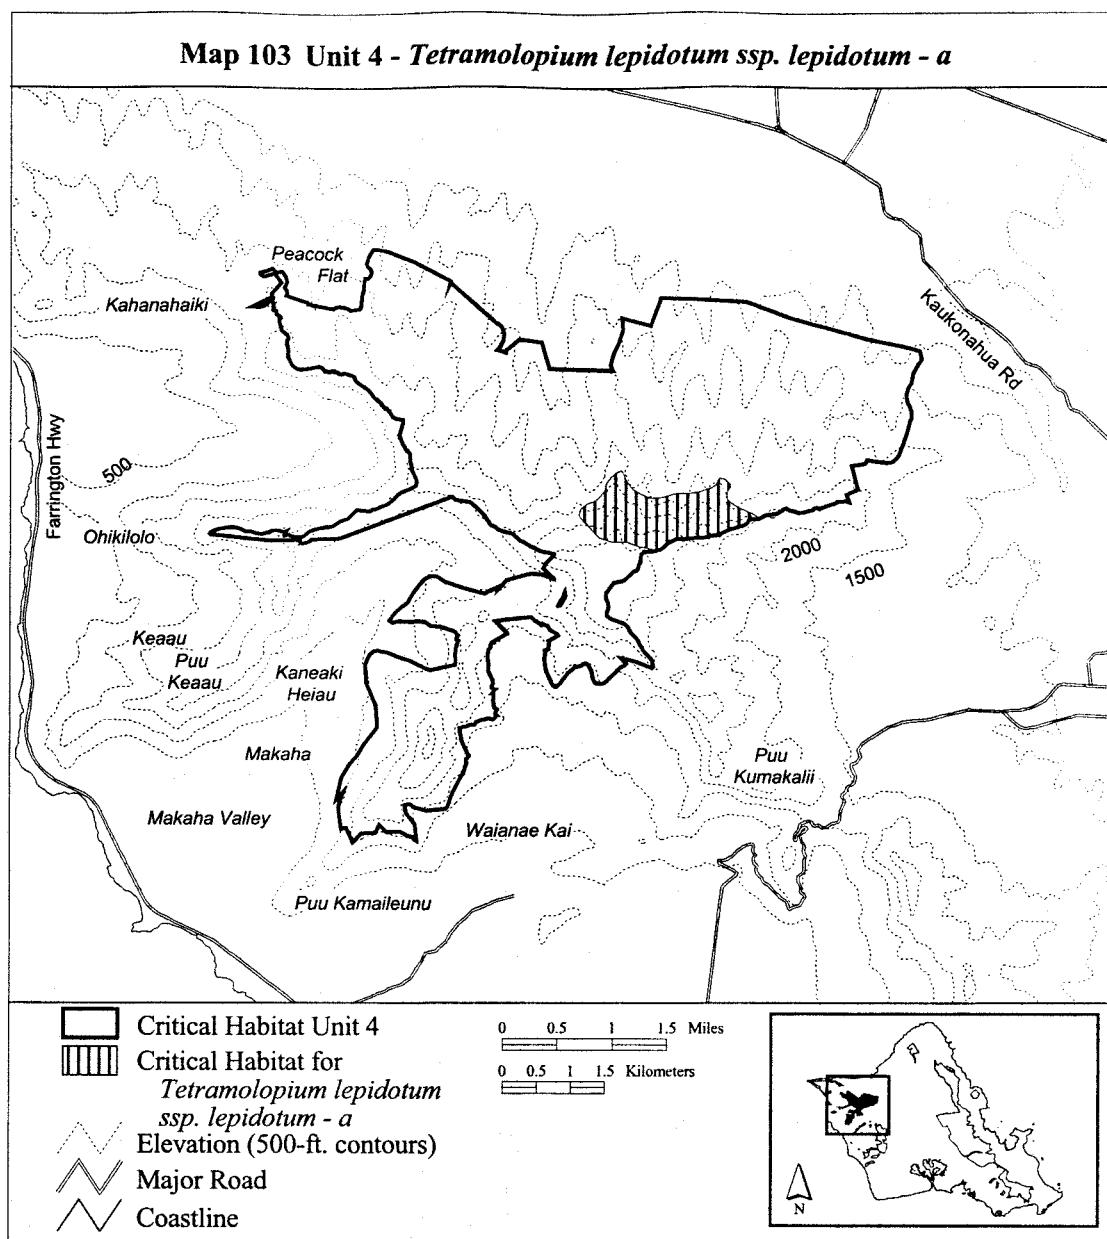 Map 103 Unit 4 - Tetramolopium lepidotum ssp. lepidotum - a
Peacock
Flat
Kahanahaiki
Kaukonahua Rd
Farrington Hwy
500
Ohikilolo
2000
1500
Keaau
Puu
Keaau
Kaneaki
Heiau
Makaha
Puu
Kumakalii
Makaha Valley
Waianae Kai
Puu Kamaileunu
Critical Habitat Unit 4
Critical Habitat for
Tetramolopium lepidotum
ssp. lepidotum - a
Elevation (500-ft. contours)
Major Road
Coastline
0 0.5 1 1.5 Miles
0 0.5 1 1.5 Kilometers
N